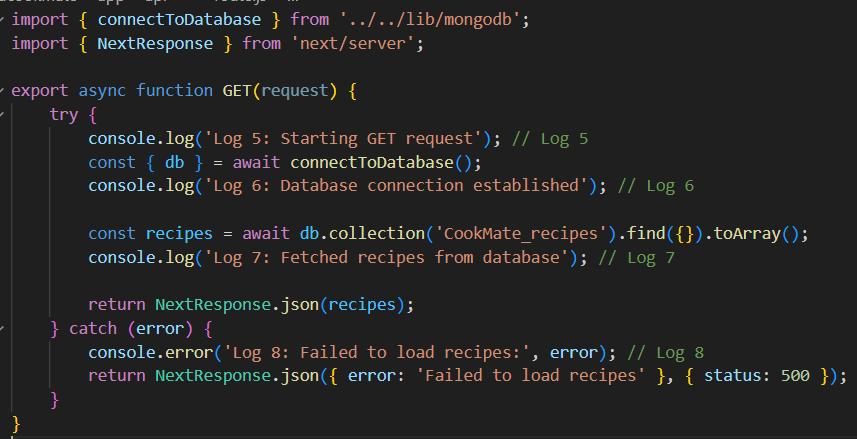 import { connectToDatabase } from '../../lib/mongodb';
import { NextResponse } from 'next/server';
export async function GET(request) {
try {
console.log('Log 5: Starting GET request'); // Log 5
const { db } = await connectToDatabase();
console.log('Log 6: Database connection established'); // Log 6
const recipes = await db.collection('CookMate_recipes').find({}).toArray();
console.log('Log 7: Fetched recipes from database'); // Log 7
return NextResponse.json(recipes);
} catch (error) {
console.error('Log 8: Failed to load recipes:', error); // Log 8
return NextResponse.json({ error: 'Failed to load recipes' }, { status: 500 });
}
}